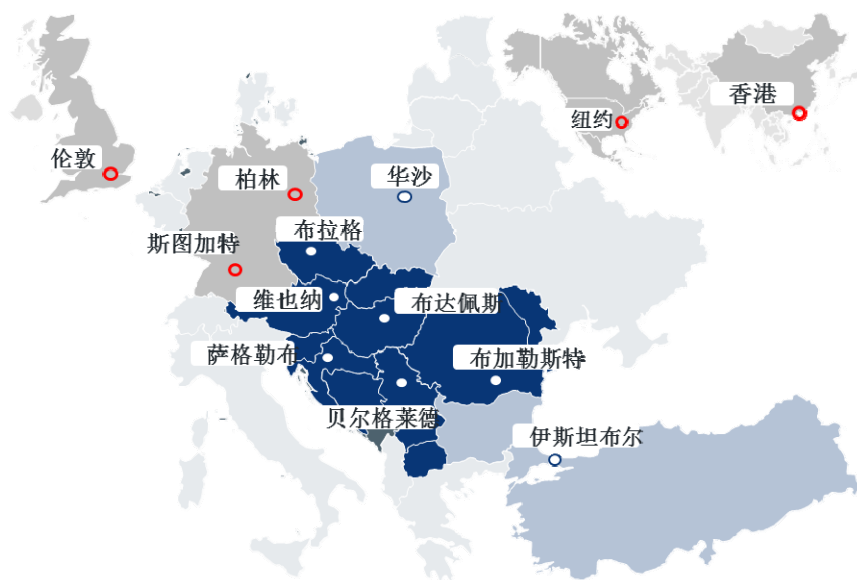 香港
纽约
伦敦
柏林
华沙
布拉格
斯图加特
维也纳
布达佩斯
萨格勒布
布加勒斯特
贝尔格莱德
伊斯坦布尔